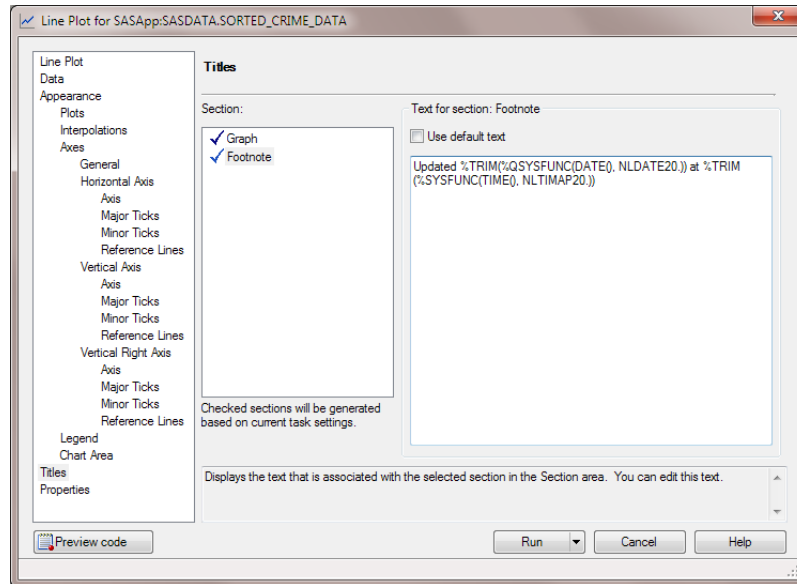 Line Plot for SASApp:SASDATA.SORTED_CRIME_DATA
x
Line Plot
Data
Appearance
Plots
Interpolations
Axes
General
Horizontal Axis
Axis
Major Ticks
Minor Ticks
Reference Lines
Vertical Axis
Axis
Major Ticks
Minor Ticks
Reference Lines
Vertical Right Axis
Axis
Major Ticks
Minor Ticks
Reference Lines
Legend
Chart Area
Titles
Properties
Titles
Section:
Graph
Footnote
Checked sections will be generated
based on current task settings.
Text for section: Footnote
Use default text
Updated %TRIM(%QSYSFUNC(DATE(), NLDATE20.)) at %TRIM
(%SYSFUNC(TIME(), NLTIMAP20.))
Displays the text that is associated with the selected section in the Section area.  You can edit this text.
Preview code
Run
Cancel
Help